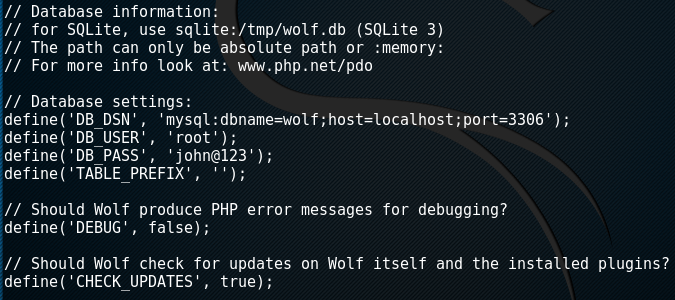 // Database information:
// for SQLite, use sqlite:/tmp/wolf.db (SQLite 3)
// The path can only be absolute path or :memory:
// For more info look at: www.php.net/pdo
// Database settings:
define('DB_DSN', 'mysql:dbname=wolf;host=localhost;port=3306');
define('DB_USER', 'root');
define('DB_PASS', 'john@123');
define('TABLE_PREFIX', '');
// Should Wolf produce PHP error messages for debugging?
define('DEBUG', false);
// Should Wolf check for updates on Wolf itself and the installed plugins?
define('CHECK_UPDATES', true);